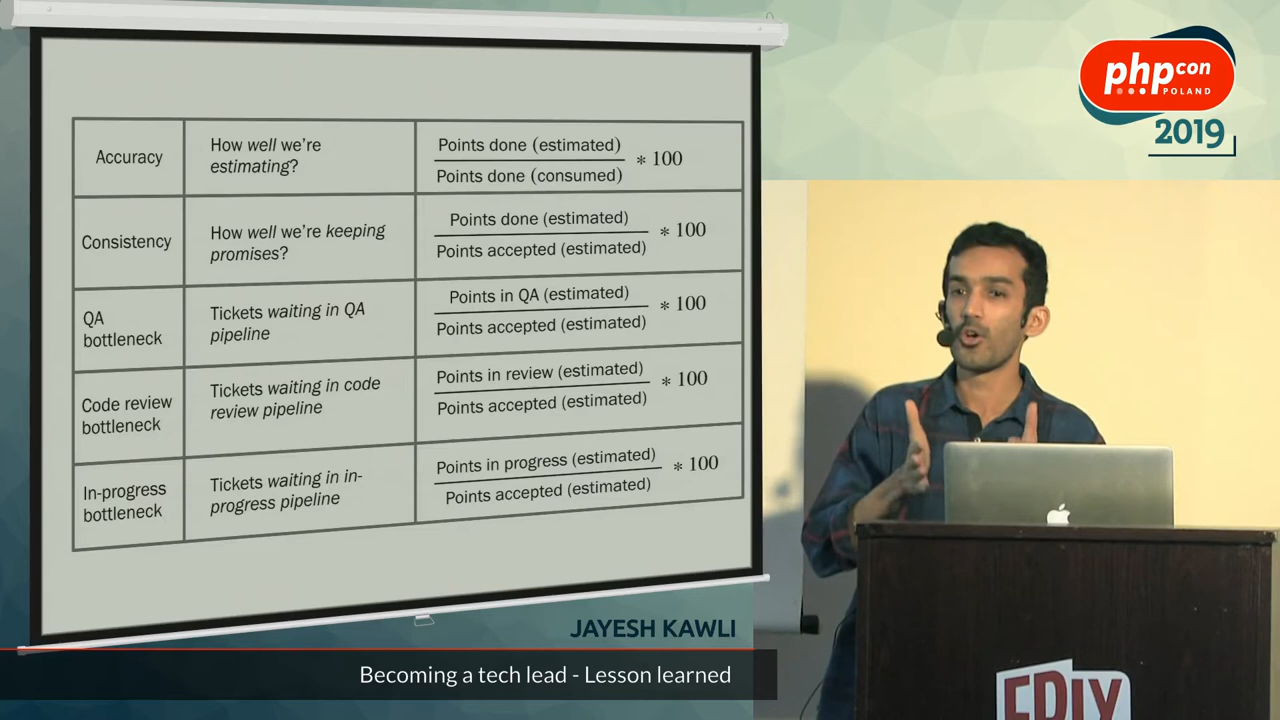 Accuracy
How well we're
estimating?
Points done (estimated)
Points done (consumed)
* 100
Consistency
How well we're keeping
promises?
Points done (estimated)
Points accepted (estimated)
* 100
QA
bottleneck
Tickets waiting in QA
pipeline
Points in QA (estimated)
Points accepted (estimated)
* 100
Code review
bottleneck
Tickets waiting in code
review pipeline
Points in review (estimated)
Points accepted (estimated)
* 100
In-progress
bottleneck
Tickets waiting in in-
progress pipeline
Points in progress (estimated)
Points accepted (estimated)
* 100
phpcon
POLAND
2019
JAYESH KAWLI
Becoming a tech lead - Lesson learned